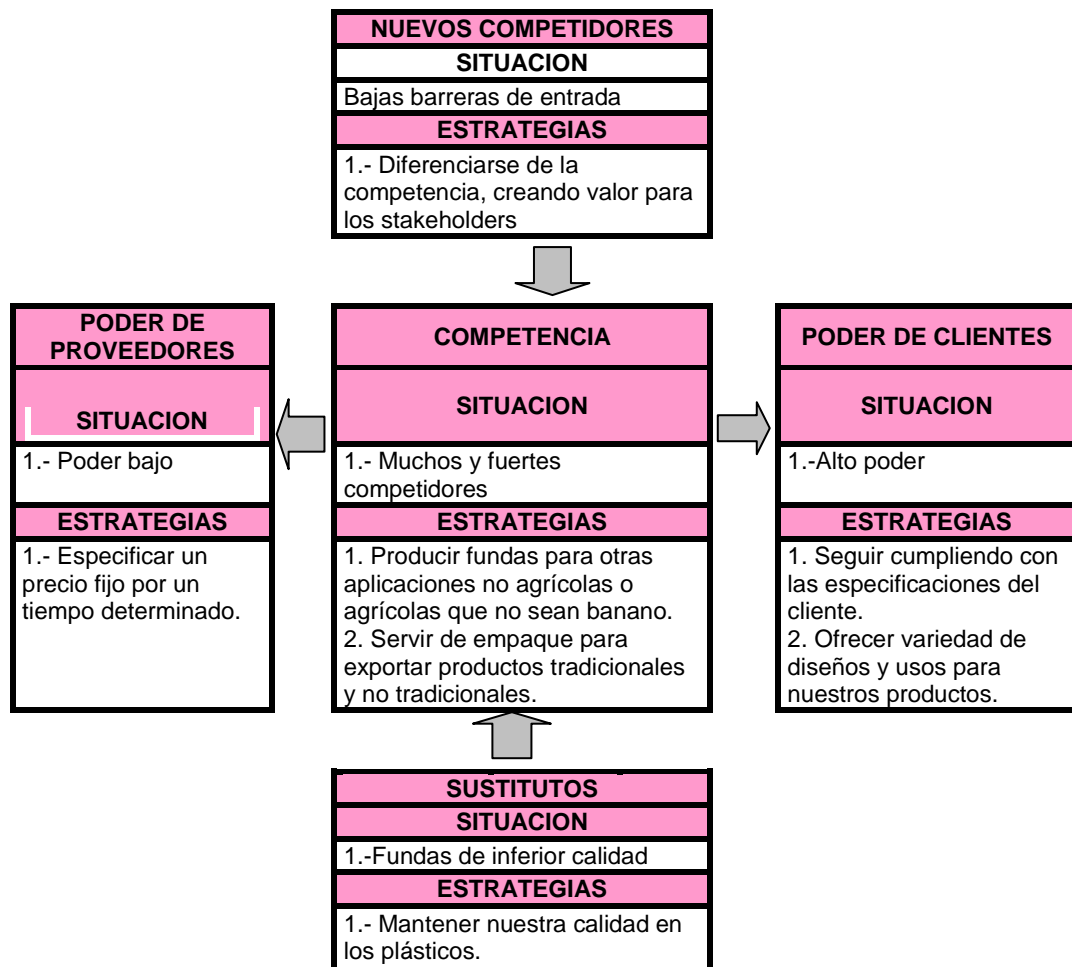 NUEVOS COMPETIDORES
SITUACION
Bajas barreras de entrada
ESTRATEGIAS
1.- Diferenciarse de la
competencia, creando valor para
los stakeholders
PODER DE
PROVEEDORES
SITUACION
1.- Poder bajo
ESTRATEGIAS
1.- Especificar un
precio fijo por un
tiempo determinado.
COMPETENCIA
SITUACION
1.- Muchos y fuertes
competidores
ESTRATEGIAS
1. Producir fundas para otras
aplicaciones no agrícolas o
agrícolas que no sean banano.
2. Servir de empaque para
exportar productos tradicionales
y no tradicionales.
PODER DE CLIENTES
SITUACION
1.-Alto poder
ESTRATEGIAS
1. Seguir cumpliendo con
las especificaciones del
cliente.
2. Ofrecer variedad de
diseños y usos para
nuestros productos.
SUSTITUTOS
SITUACION
1.-Fundas de inferior calidad
ESTRATEGIAS
1.- Mantener nuestra calidad en
los plásticos.